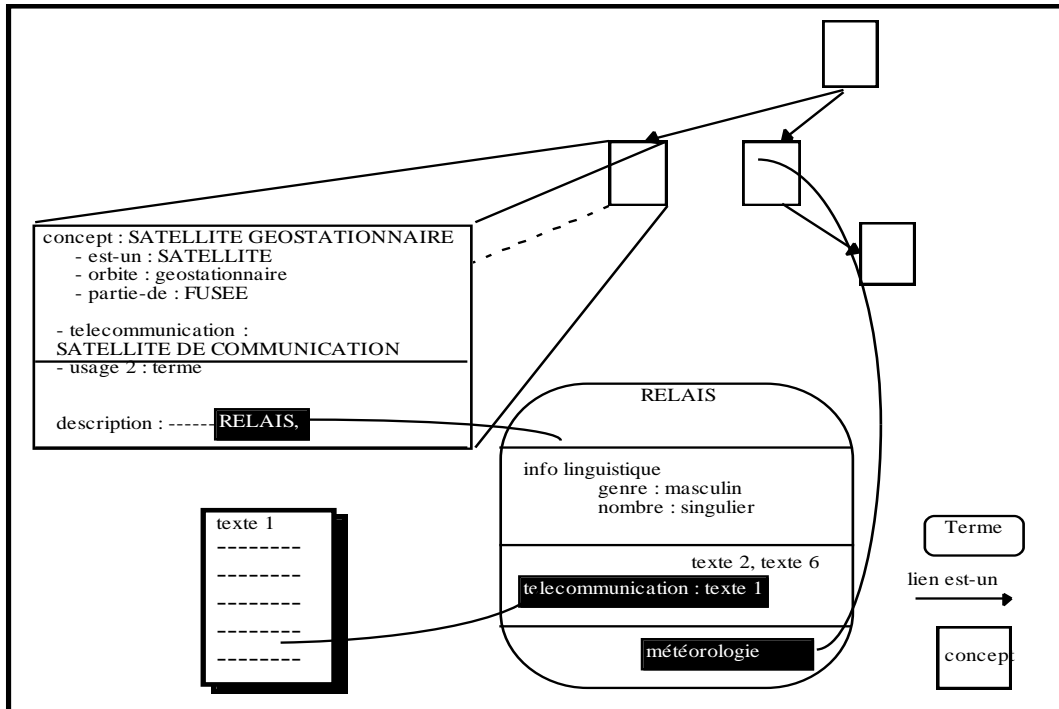 concept : SATELLITE GEOSTATIONNAIRE
- est-un : SATELLITE
- orbite : geostationnaire
- partie-de : FUSEE
- telecommunication :
SATELLITE DE COMMUNICATION
- usage 2 : terme
description : ------ RELAIS,
RELAIS
info linguistique
genre : masculin
nombre : singulier
texte 2, texte 6
telecommunication : texte 1
météorologie
texte 1
---------
---------
---------
---------
---------
Terme
lien est-un
concept